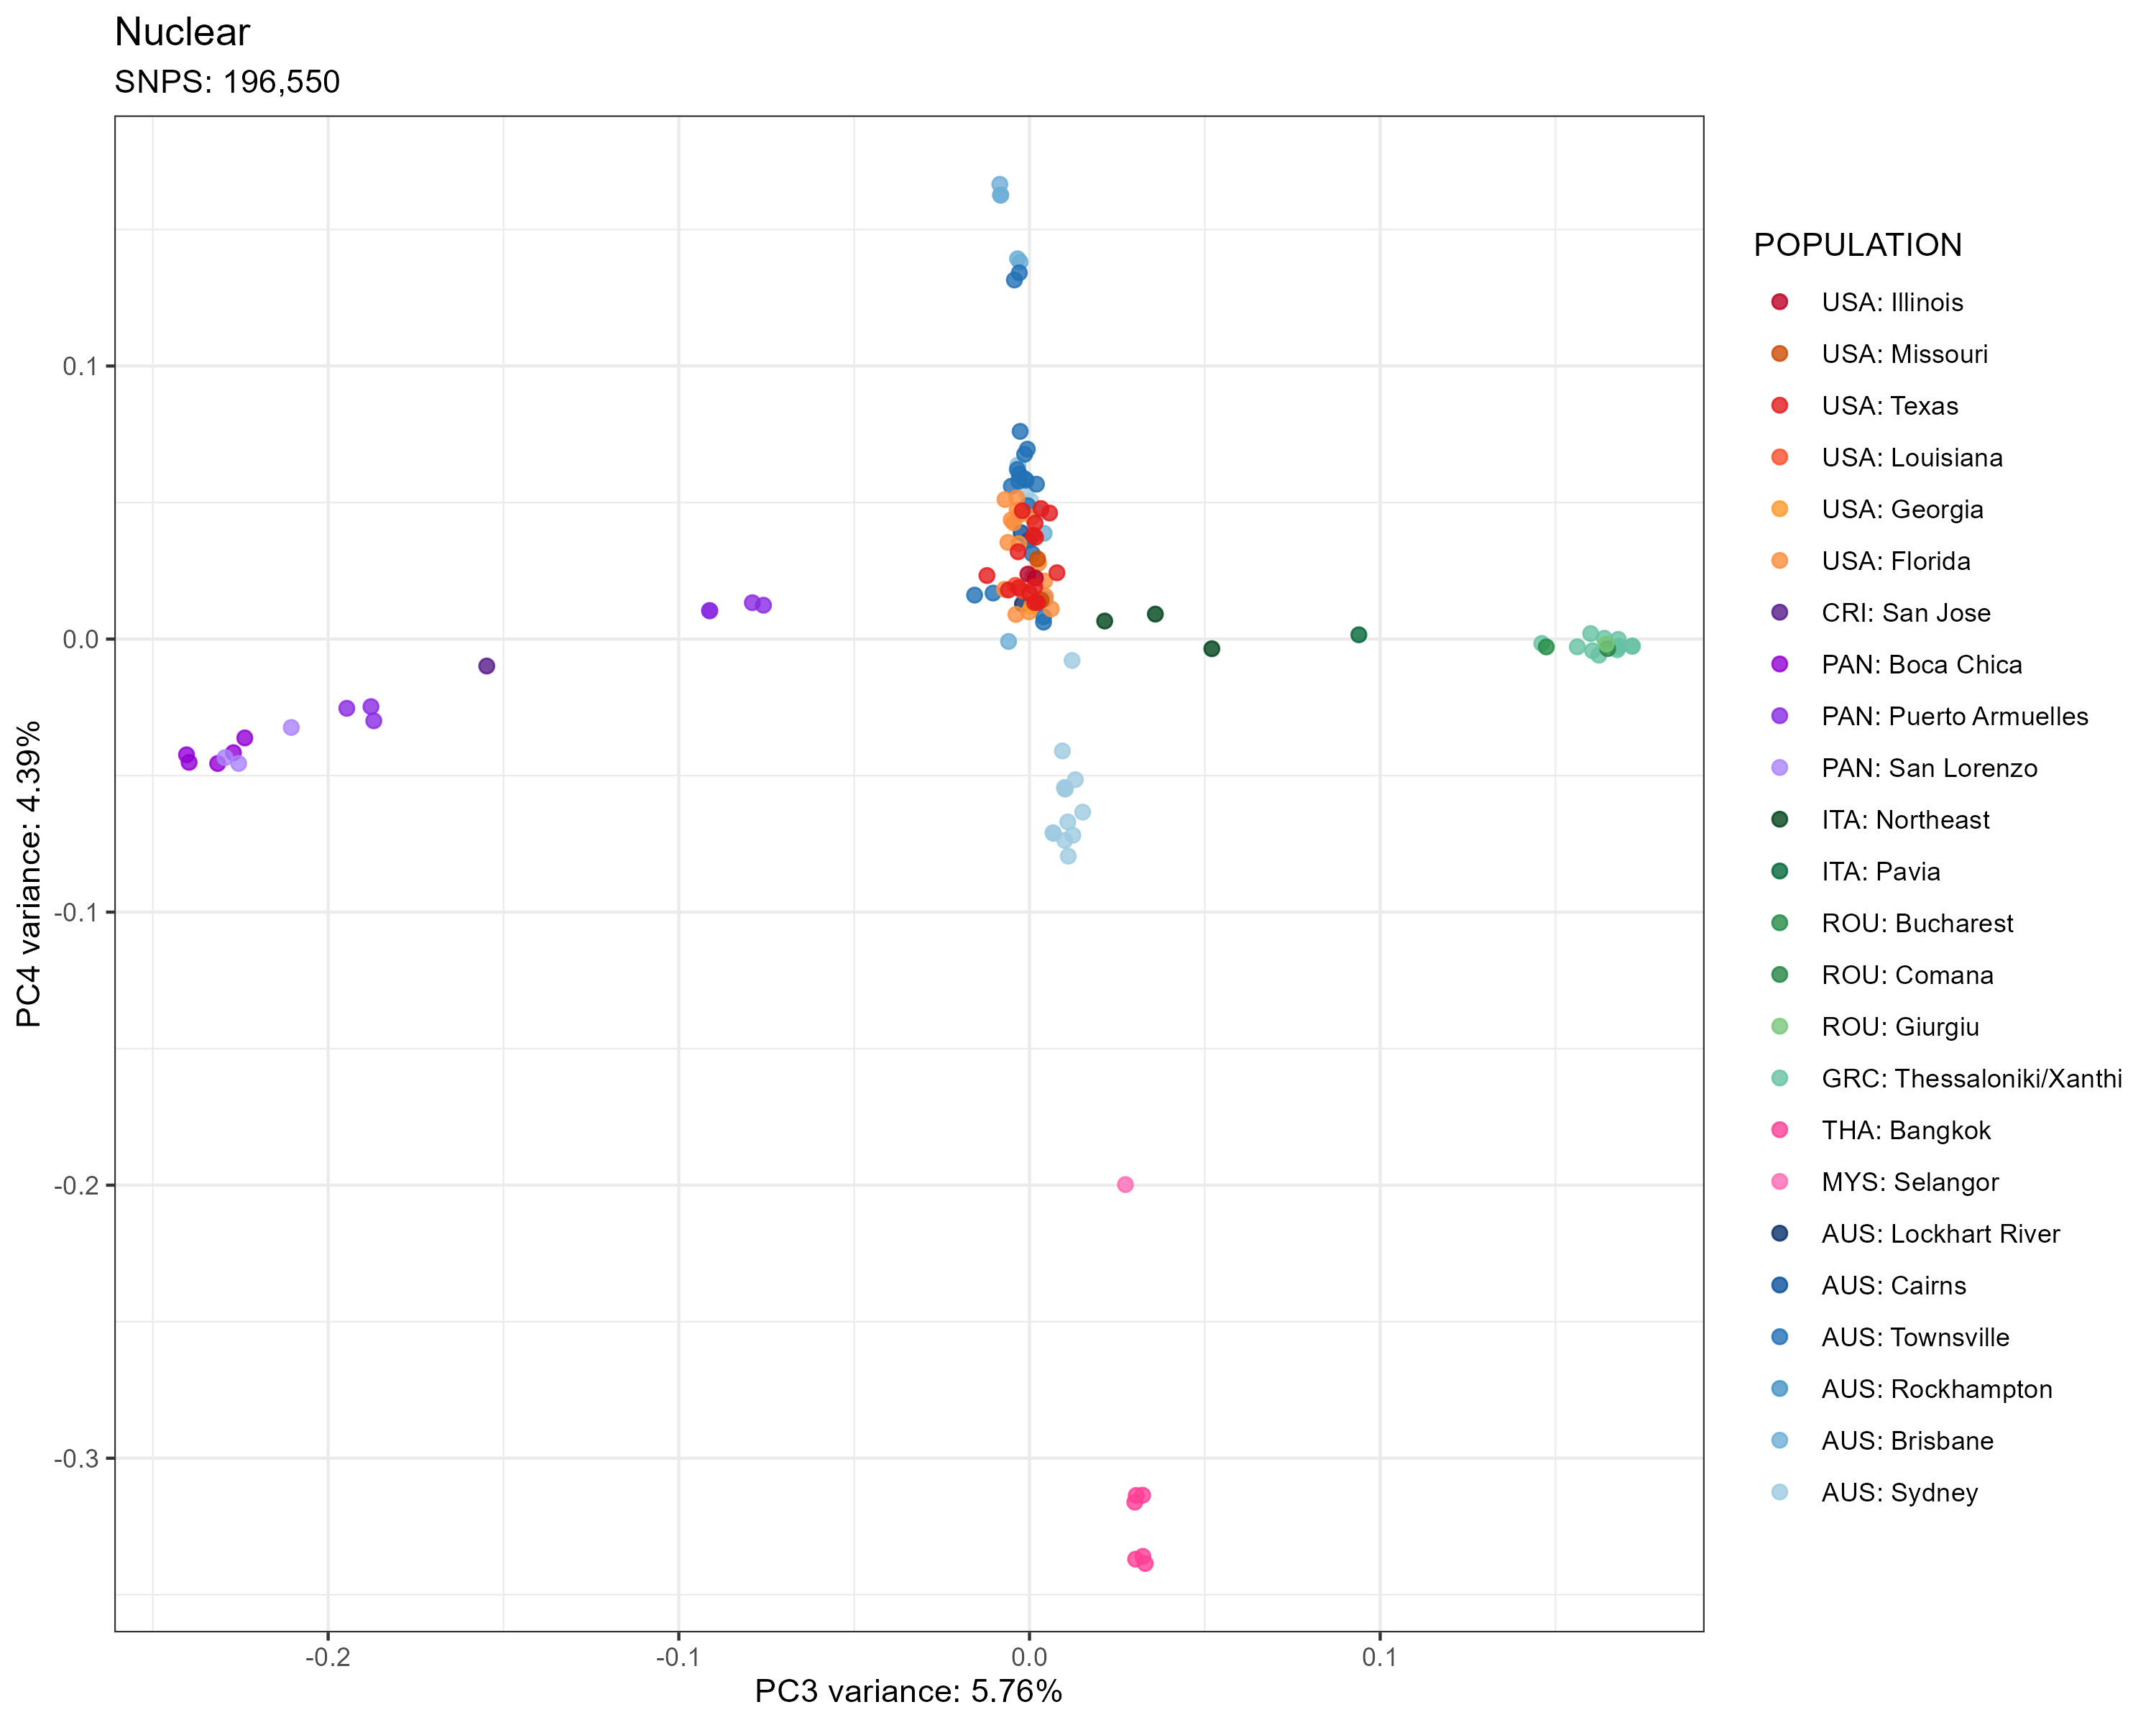 Nuclear
SNPS: 196,550
0.1
0.0
-0.1
-0.2
-0.3
PC4 variance: 4.39%
-0.2
-0.1
0.0
0.1
PC3 variance: 5.76%
POPULATION
USA: Illinois
USA: Missouri
USA: Texas
USA: Louisiana
USA: Georgia
USA: Florida
CRI: San Jose
PAN: Boca Chica
PAN: Puerto Armuelles
PAN: San Lorenzo
ITA: Northeast
ITA: Pavia
ROU: Bucharest
ROU: Comana
ROU: Giurgiu
GRC: Thessaloniki/Xanthi
THA: Bangkok
MYS: Selangor
AUS: Lockhart River
AUS: Cairns
AUS: Townsville
AUS: Rockhampton
AUS: Brisbane
AUS: Sydney